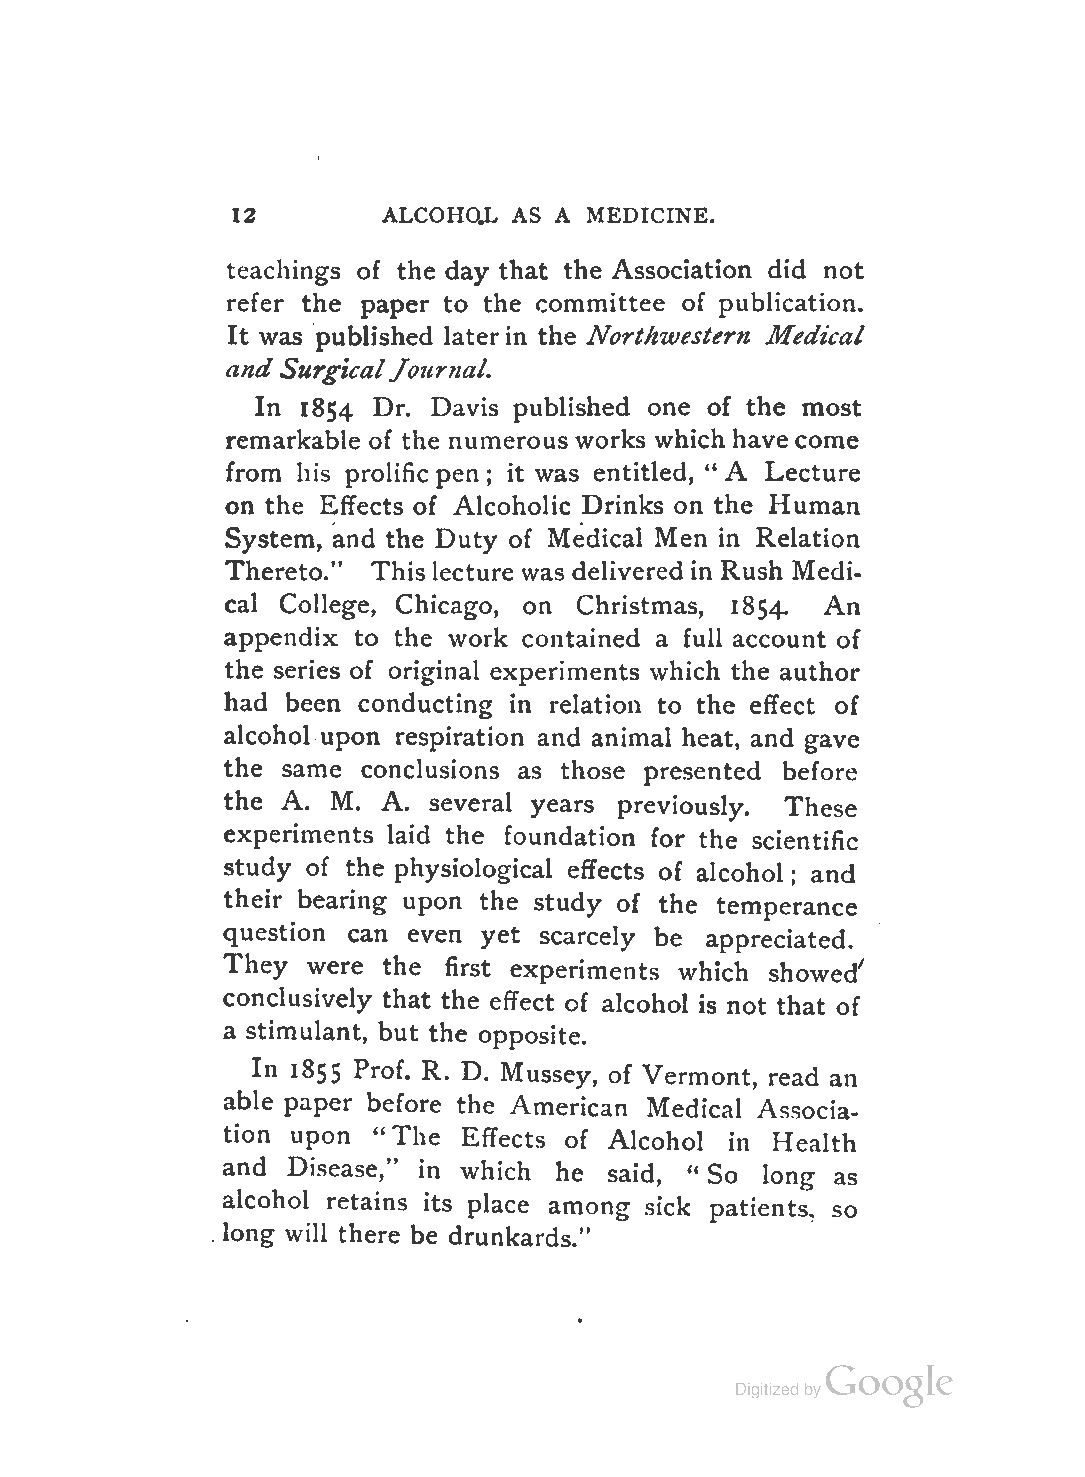 12 ALCOHOL AS A MEDICINE.
teachings of the day that the Association did not
refer the paper to the committee of publication.
It was published later in the Northwestern Medical
and Surgical Journal.
In 1854 Dr. Davis published one of the most
remarkable of the numerous works which have come
from his prolific pen; it was entitled, “A Lecture
on the Effects of Alcoholic Drinks on the Human
System, and the Duty of Medical Men in Relation
Thereto.” This lecture was delivered in Rush Medi-
cal College, Chicago, on Christmas, 1854. An
appendix to the work contained a full account of
the series of original experiments which the author
had been conducting in relation to the effect of
alcohol upon respiration and animal heat, and gave
the same conclusions as those presented before
the A. M. A. several years previously. These
experiments laid the foundation for the scientific
study of the physiological effects of alcohol; and
their bearing upon the study of the temperance
question can even yet scarcely be appreciated.
They were the first experiments which showed
conclusively that the effect of alcohol is not that of
a stimulant, but the opposite.
In 1855 Prof. R. D. Mussey, of Vermont, read an
able paper before the American Medical Associa-
tion upon “The Effects of Alcohol in Health
and Disease,” in which he said, “So long as
alcohol retains its place among sick patients, so
long will there be drunkards.”
Digitized by Google